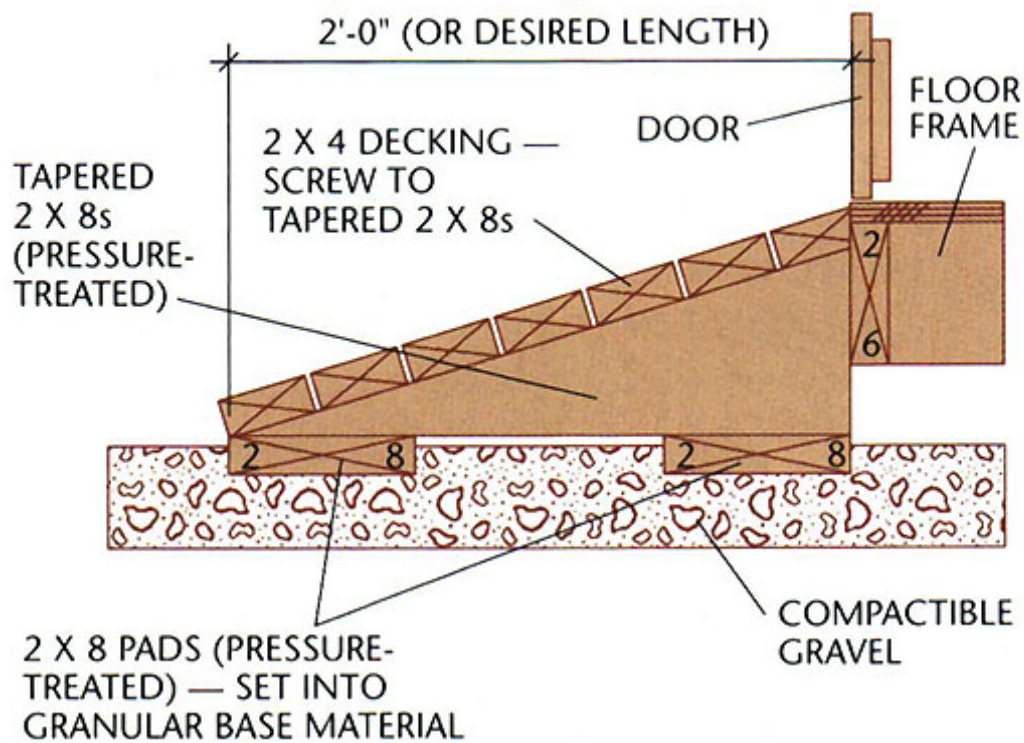 2'-0" (OR DESIRED LENGTH)
DOOR
FLOOR
FRAME
2 X 4 DECKING —
SCREW TO
TAPERED 2 X 8s
TAPERED
2 X 8s
(PRESSURE-
TREATED)
2
6
2 8
2 8
COMPACTIBLE
GRAVEL
2 X 8 PADS (PRESSURE-
TREATED) — SET INTO
GRANULAR BASE MATERIAL